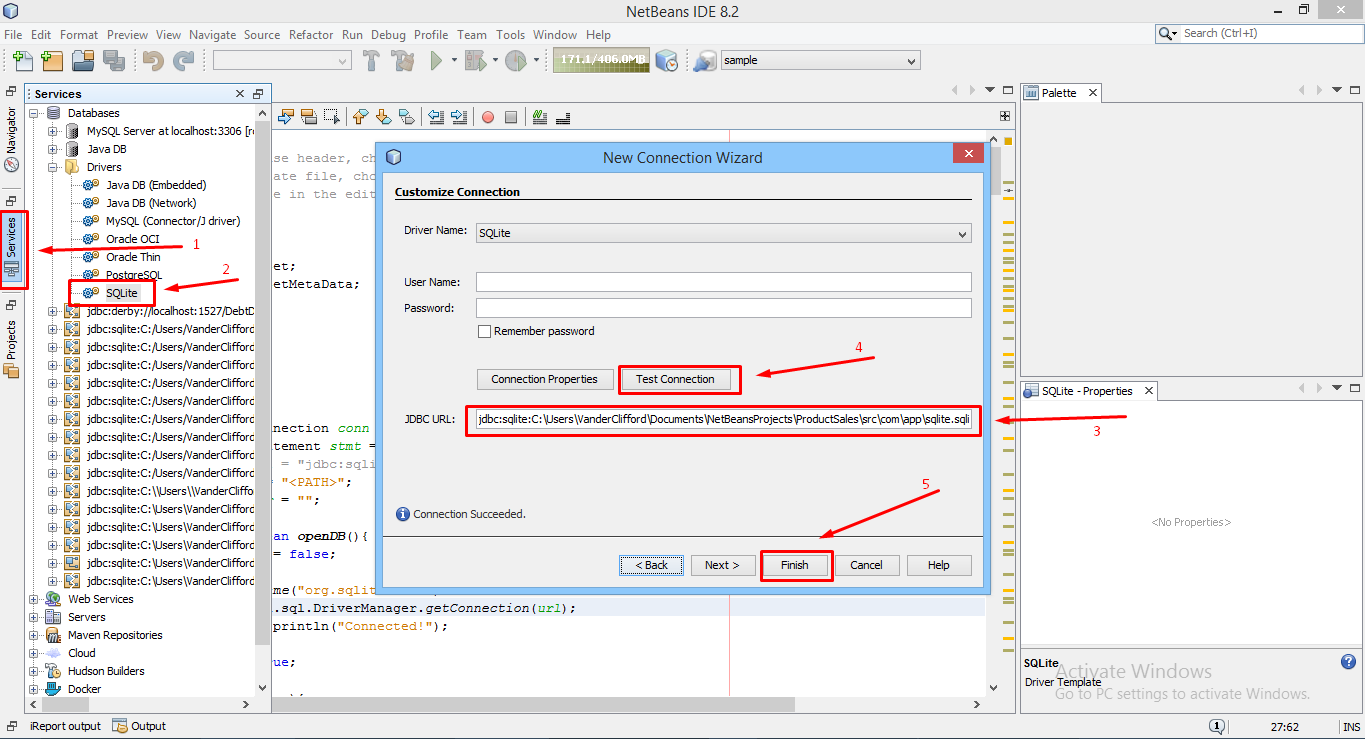 NetBeans IDE 8.2
File Edit Format Preview View Navigate Source Refactor Run Debug Profile Team Tools Window Help
Search (Ctrl+I)
171.1/406.0MB
sample
Navigator
Services
Projects
Services
Databases
MySQL Server at localhost:3306 [r
Java DB
Drivers
Java DB (Embedded)
Java DB (Network)
MySQL (Connector/J driver)
Oracle OCI
Oracle Thin
PostgreSQL
SQLite
jdbc:derby://localhost:1527/DebtD
jdbc:sqlite:C:/Users/VanderClifford
jdbc:sqlite:C:/Users/VanderClifford
jdbc:sqlite:C:/Users/VanderClifford
jdbc:sqlite:C:/Users/VanderClifford
jdbc:sqlite:C:/Users/VanderClifford
jdbc:sqlite:C:/Users/VanderClifford
jdbc:sqlite:C:/Users/VanderClifford
jdbc:sqlite:C:/Users/VanderClifford
jdbc:sqlite:C:/Users/VanderClifford
jdbc:sqlite:C:\\Users\\VanderCliffo
jdbc:sqlite:C:\Users\VanderClifford
jdbc:sqlite:C:\Users\VanderClifford
jdbc:sqlite:C:\Users\VanderClifford
jdbc:sqlite:C:\Users\VanderClifford
jdbc:sqlite:C:\Users\VanderClifford
Web Services
Servers
Maven Repositories
Cloud
Hudson Builders
Docker
1
2
se header, ch
ate file, cho
e in the edit
et;
etMetaData;
nnection conn
atement stmt =
= "jdbc:sqli
"<PATH>";
= "";
an openDB(){
= false;
me("org.sqlit
.sql.DriverManager.getConnection(url);
println("Connected!");
ue;
){
New Connection Wizard
Customize Connection
Driver Name:
SQLite
User Name:
Password:
Remember password
Connection Properties
Test Connection
4
JDBC URL:
jdbc:sqlite:C:\Users\VanderClifford\Documents\NetBeansProjects\ProductSales\src\com\app\sqlite.sqli
3
5
Connection Succeeded.
< Back
Next >
Finish
Cancel
Help
Palette
SQLite - Properties
<No Properties>
SQLite
Driver Template
Activate Windows
Go to PC settings to activate Windows.
iReport output
Output
1
27:62
INS